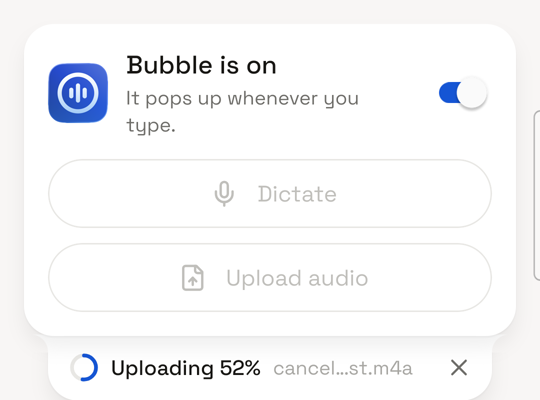 Bubble is on
It pops up whenever you
type.
Dictate
Upload audio
Uploading 52% cancel...st.m4a